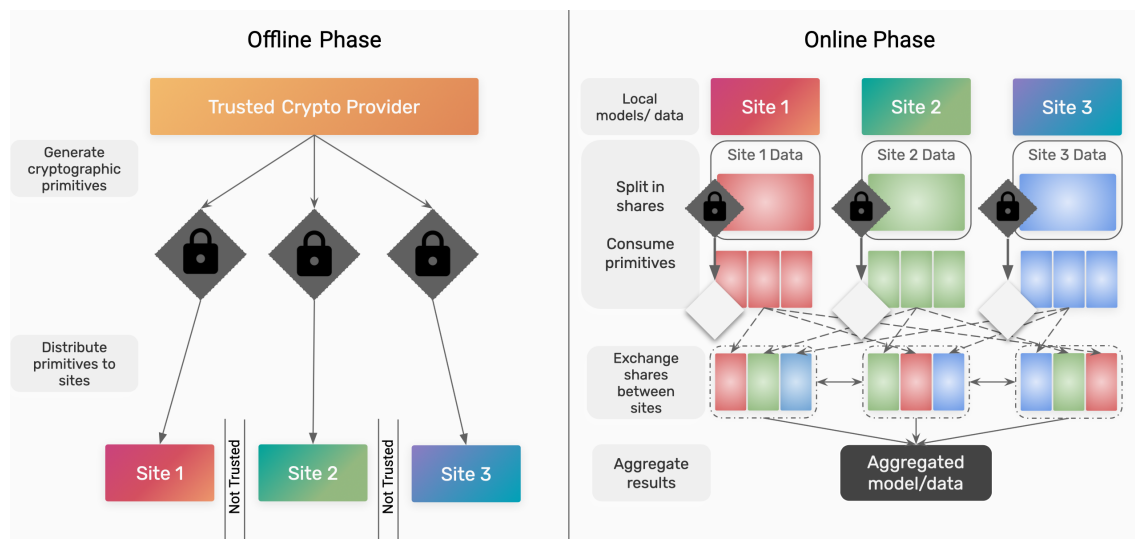 Offline Phase
Trusted Crypto Provider
Generate
cryptographic
primitives
Distribute
primitives to
sites
Site 1
Not Trusted
Site 2
Not Trusted
Site 3
Online Phase
Local
models/ data
Site 1
Site 2
Site 3
Site 1 Data
Site 2 Data
Site 3 Data
Split in
shares
Consume
primitives
Exchange
shares
between
sites
Aggregate
results
Aggregated
model/data